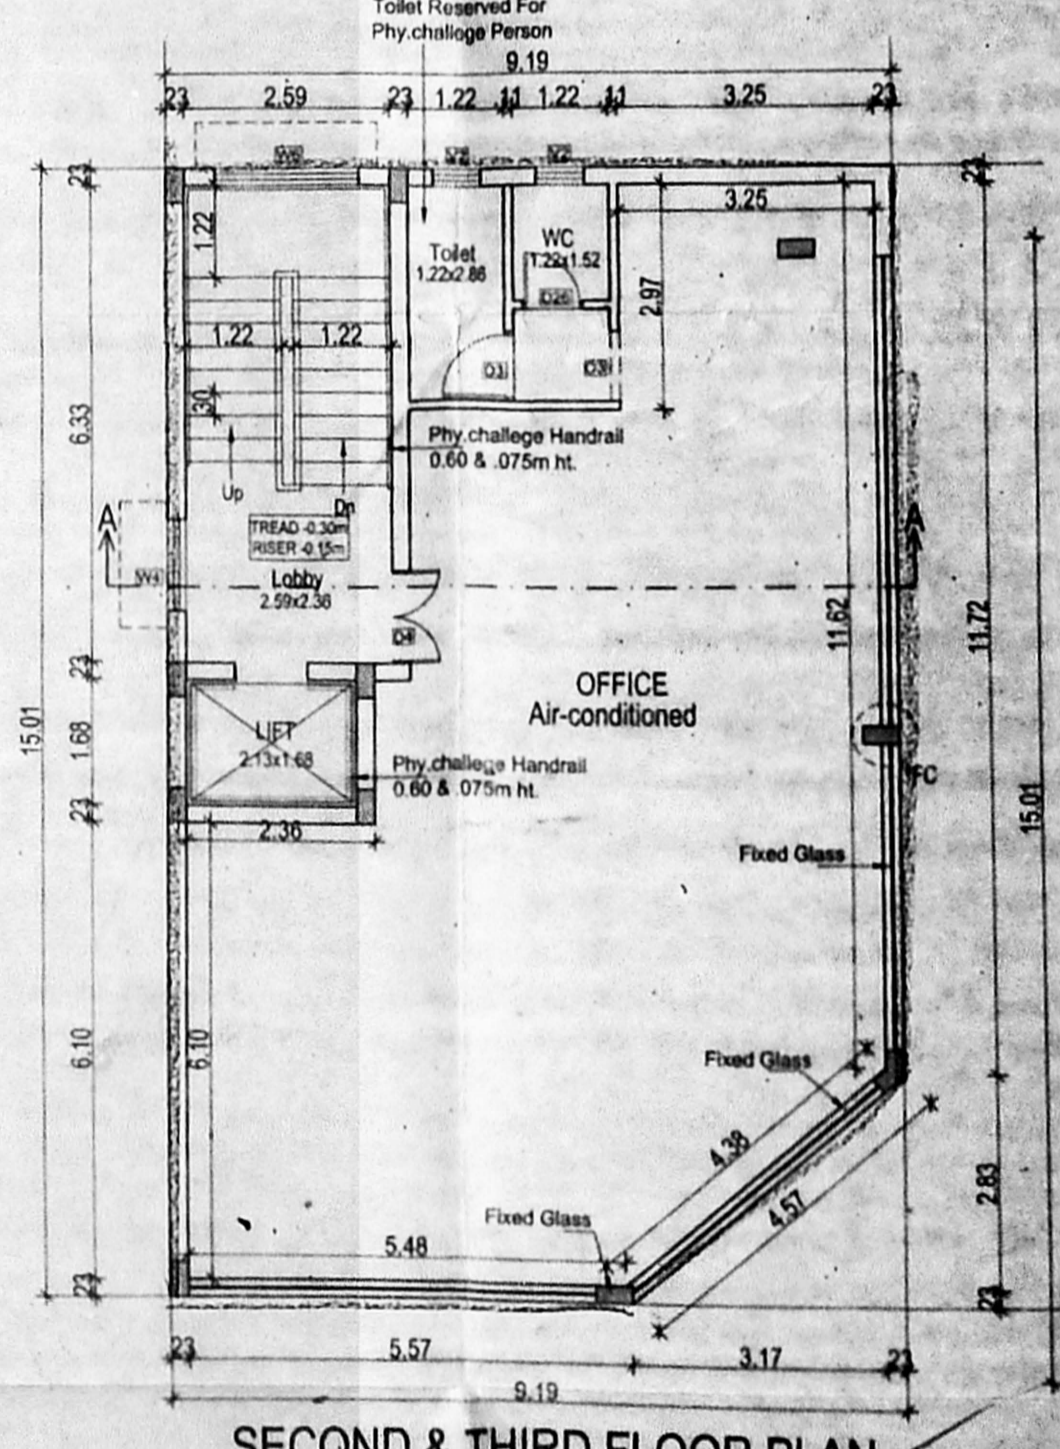 Toilet Reserved For
Phy.challege Person
9.19
23 2.59 23 1.22 .11 1.22 .11 3.25 23
23
23
1.22
3.25
Toilet
1.22x2.86
WC
1.22x1.52
2.97
1.22 1.22
D3
.30
6.33
Phy.challege Handrail
0.60 & .075m ht.
Up
Dn
TREAD -0.30m
RISER -0.15m
A
A
Lobby
2.59x2.36
D4
11.62
11.72
23
OFFICE
Air-conditioned
15.01
1.68
LIFT
2.13x1.68
Phy.challege Handrail
0.60 & .075m ht.
FC
15.01
23
2.36
Fixed Glass
6.10
6.10
Fixed Glass
4.38
4.57
2.83
Fixed Glass
5.48
23
23
23 5.57 3.17 23
9.19
SECOND & THIRD FLOOR PLAN